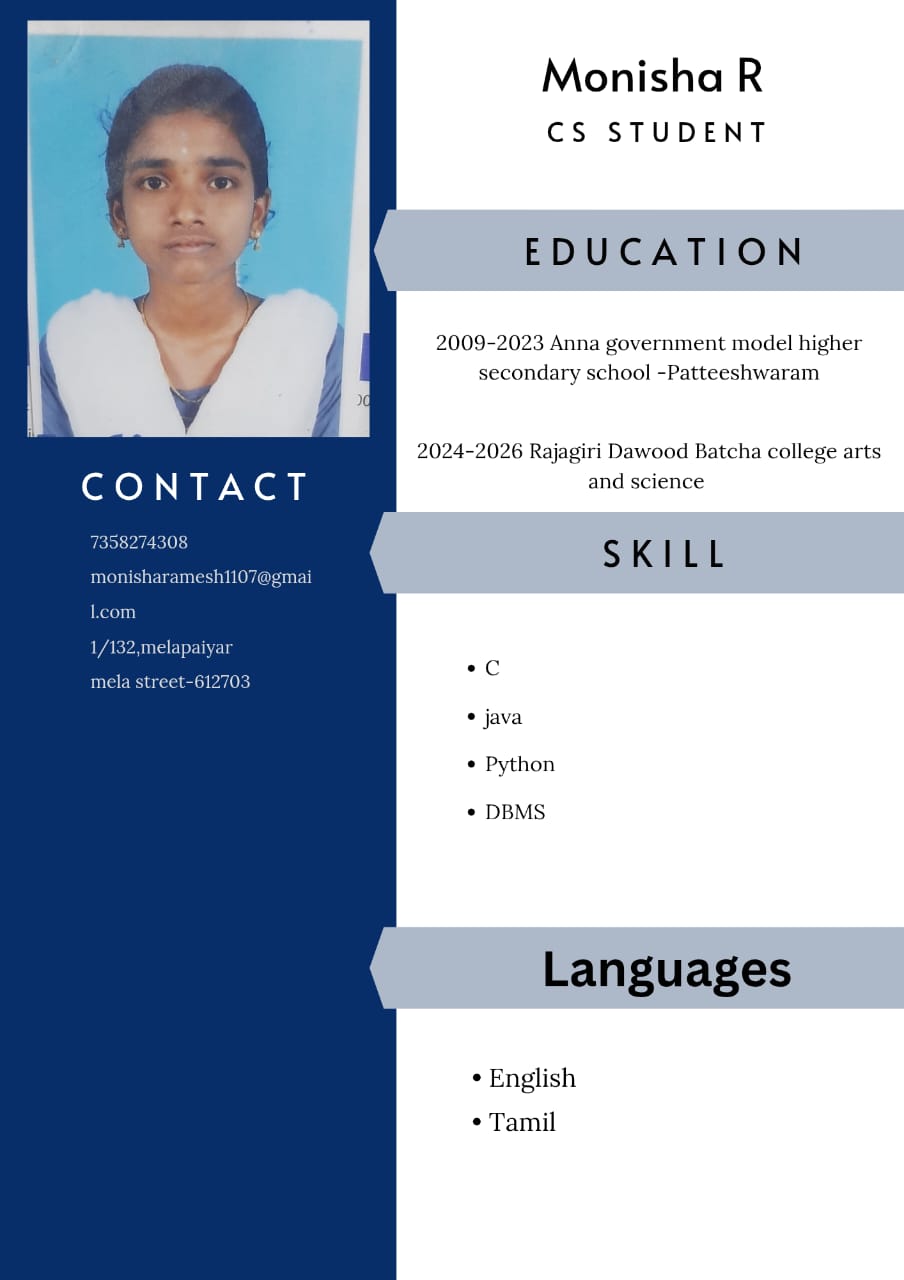 Monisha R
CS STUDENT
EDUCATION
2009-2023 Anna government model higher
secondary school -Patteeshwaram
2024-2026 Rajagiri Dawood Batcha college arts
and science
CONTACT
7358274308
monisharamesh1107@gmai
l.com
1/132,melapaiyar
mela street-612703
SKILL
• C
• java
• Python
• DBMS
Languages
• English
• Tamil